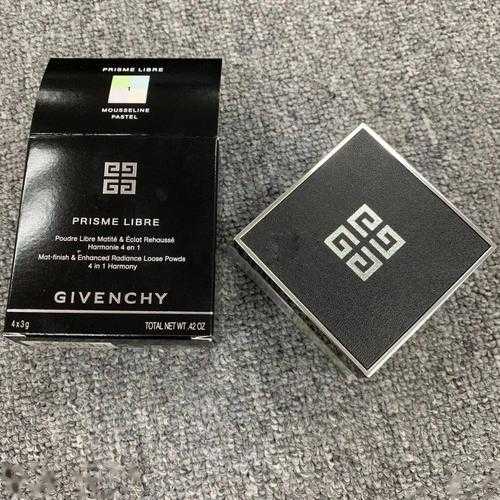 PRISME LIBRE
1
MOUSSELINE
PASTEL
PRISME LIBRE
Poudre Libre Matité & Éclat Rehaussé
Harmonie 4 en 1
Mat-finish & Enhanced Radiance Loose Powds
4 in 1 Harmony
GIVENCHY
4 x 3 g TOTAL NET WT .42 OZ